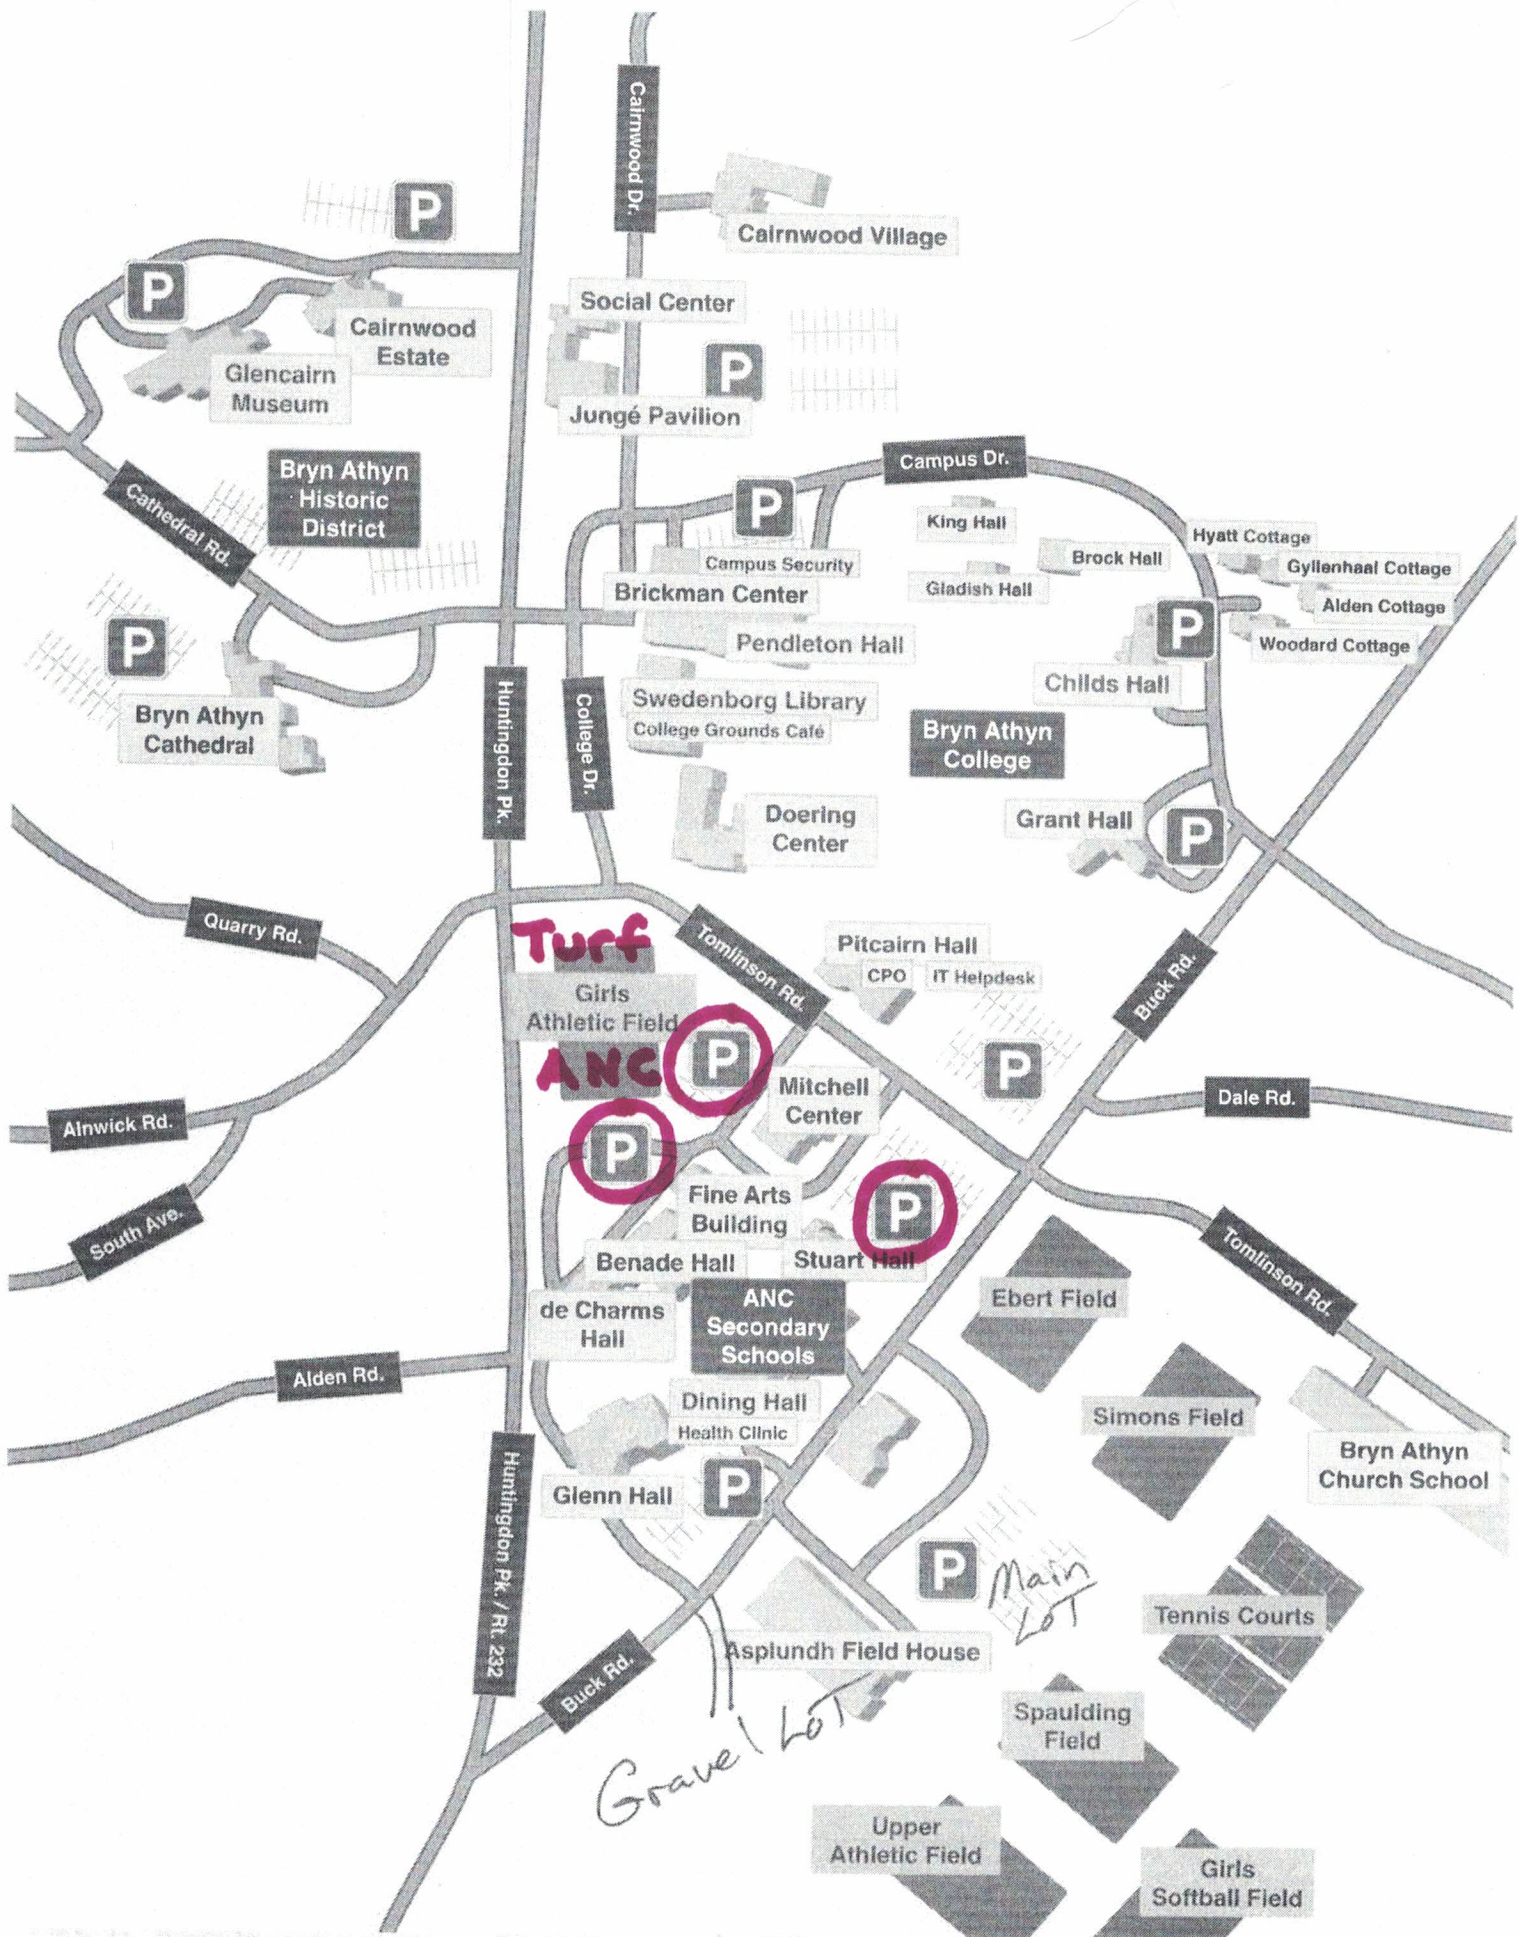 Cairnwood Dr.
P
Cairnwood Village
P
Social Center
Cairnwood
Estate
P
Glencairn
Museum
Jungé Pavilion
Bryn Athyn
Historic
District
Campus Dr.
Cathedral Rd.
P
King Hall
Hyatt Cottage
Campus Security
Brock Hall
Gyllenhaal Cottage
Brickman Center
Gladish Hall
Alden Cottage
P
Pendleton Hall
P
Woodard Cottage
Swedenborg Library
Childs Hall
College Grounds Café
Bryn Athyn
Cathedral
Huntingdon Pk.
College Dr.
Bryn Athyn
College
Doering
Center
Grant Hall
P
Quarry Rd.
Turf
Tomlinson Rd.
Pitcairn Hall
CPO
IT Helpdesk
Girls
Athletic Field
Buck Rd.
ANC
P
P
Mitchell
Center
Dale Rd.
Alnwick Rd.
P
Fine Arts
Building
P
South Ave.
Benade Hall
Stuart Hall
Tomlinson Rd.
de Charms
Hall
ANC
Secondary
Schools
Ebert Field
Alden Rd.
Dining Hall
Health Clinic
Simons Field
Bryn Athyn
Church School
Glenn Hall
P
Huntingdon Pk. / Rt. 232
P
Main
Lot
Tennis Courts
Asplundh Field House
Buck Rd.
Gravel Lot
Spaulding
Field
Upper
Athletic Field
Girls
Softball Field